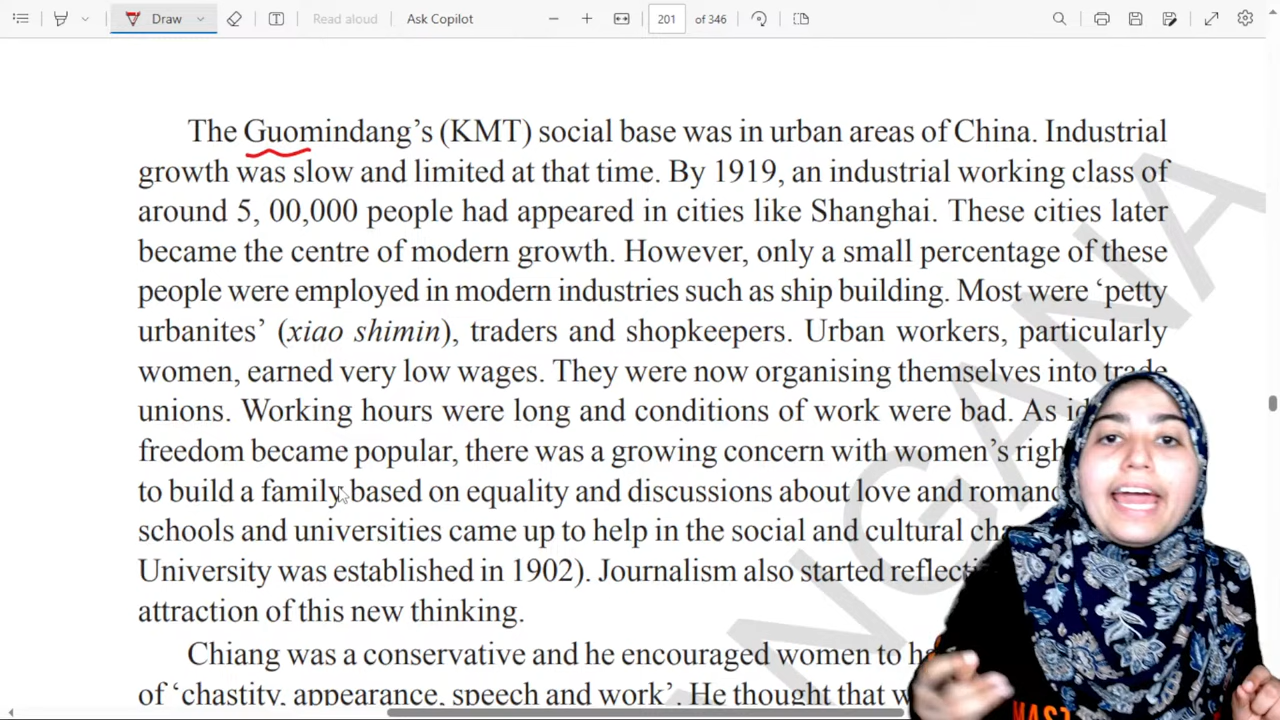 Draw
Read aloud
Ask Copilot
201
of 346
The Guomindang's (KMT) social base was in urban areas of China. Industrial
growth was slow and limited at that time. By 1919, an industrial working class of
around 5, 00,000 people had appeared in cities like Shanghai. These cities later
became the centre of modern growth. However, only a small percentage of these
people were employed in modern industries such as ship building. Most were ‘petty
urbanites’ (xiao shimin), traders and shopkeepers. Urban workers, particularly
women, earned very low wages. They were now organising themselves into trade
unions. Working hours were long and conditions of work were bad. As
freedom became popular, there was a growing concern with women’s
to build a family based on equality and discussions about love and
schools and universities came up to help in the social and cultural
University was established in 1902). Journalism also started
attraction of this new thinking.
Chiang was a conservative and he encouraged women to
of ‘chastity, appearance, speech and work’. He thought that
NGANA